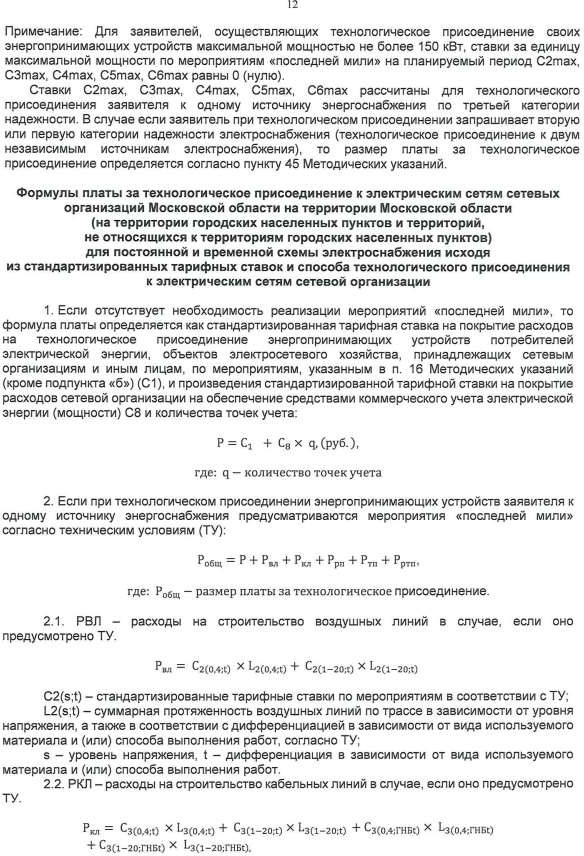 12
Примечание: Для заявителей, осуществляющих технологическое присоединение своих
энергопринимающих устройств максимальной мощностью не более 150 кВт, ставки за единицу
максимальной мощности по мероприятиям «последней мили» на планируемый период С2max,
C3max, C4max, C5max, C6max равны 0 (нулю).
Ставки C2max, C3max, C4max, C5max, C6max рассчитаны для технологического
присоединения заявителя к одному источнику энергоснабжения по третьей категории
надежности. В случае если заявитель при технологическом присоединении запрашивает вторую
или первую категории надежности электроснабжения (технологическое присоединение к двум
независимым источникам электроснабжения), то размер платы за технологическое
присоединение определяется согласно пункту 45 Методических указаний.
Формулы платы за технологическое присоединение к электрическим сетям сетевых
организаций Московской области на территории Московской области
(на территории городских населенных пунктов и территорий,
не относящихся к территориям городских населенных пунктов)
для постоянной и временной схемы электроснабжения исходя
из стандартизированных тарифных ставок и способа технологического присоединения
к электрическим сетям сетевой организации
1. Если отсутствует необходимость реализации мероприятий «последней мили», то
формула платы определяется как стандартизированная тарифная ставка на покрытие расходов
на технологическое присоединение энергопринимающих устройств потребителей
электрической энергии, объектов электросетевого хозяйства, принадлежащих сетевым
организациям и иным лицам, по мероприятиям, указанным в п. 16 Методических указаний
(кроме подпункта «б») (С1), и произведения стандартизированной тарифной ставки на покрытие
расходов сетевой организации на обеспечение средствами коммерческого учета электрической
энергии (мощности) С8 и количества точек учета:
P = C₁ + C₈ × q, (руб.),
где: q − количество точек учета
2. Если при технологическом присоединении энергопринимающих устройств заявителя к
одному источнику энергоснабжения предусматриваются мероприятия «последней мили»
согласно техническим условиям (ТУ):
Pобщ = P + Pвл + Pкл + Pрп + Pтп + Pртп,
где: Pобщ − размер платы за технологическое присоединение.
2.1. РВЛ – расходы на строительство воздушных линий в случае, если оно
предусмотрено ТУ.
Pвл = C2(0,4;t) × L2(0,4;t) + C2(1−20;t) × L2(1−20;t)
C2(s;t) – стандартизированные тарифные ставки по мероприятиям в соответствии с ТУ;
L2(s;t) – суммарная протяженность воздушных линий по трассе в зависимости от уровня
напряжения, а также в соответствии с дифференциацией в зависимости от вида используемого
материала и (или) способа выполнения работ, согласно ТУ;
s – уровень напряжения, t – дифференциация в зависимости от вида используемого
материала и (или) способа выполнения работ.
2.2. РКЛ – расходы на строительство кабельных линий в случае, если оно предусмотрено
ТУ.
Pкл = C3(0,4;t) × L3(0,4;t) + C3(1−20;t) × L3(1−20;t) + C3(0,4;ГНБt) × L3(0,4;ГНБt)
+ C3(1−20;ГНБt) × L3(1−20;ГНБt),